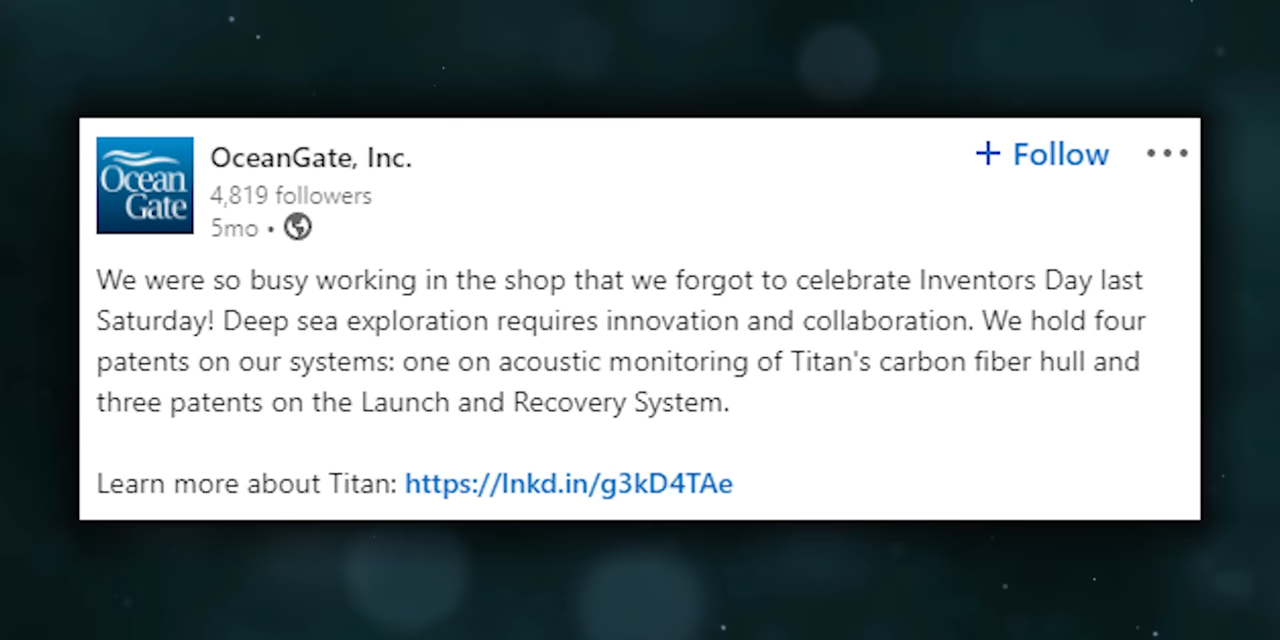 Ocean
Gate
OceanGate, Inc.
4,819 followers
5mo •
+ Follow •••
We were so busy working in the shop that we forgot to celebrate Inventors Day last
Saturday! Deep sea exploration requires innovation and collaboration. We hold four
patents on our systems: one on acoustic monitoring of Titan's carbon fiber hull and
three patents on the Launch and Recovery System.
Learn more about Titan: https://lnkd.in/g3kD4TAe